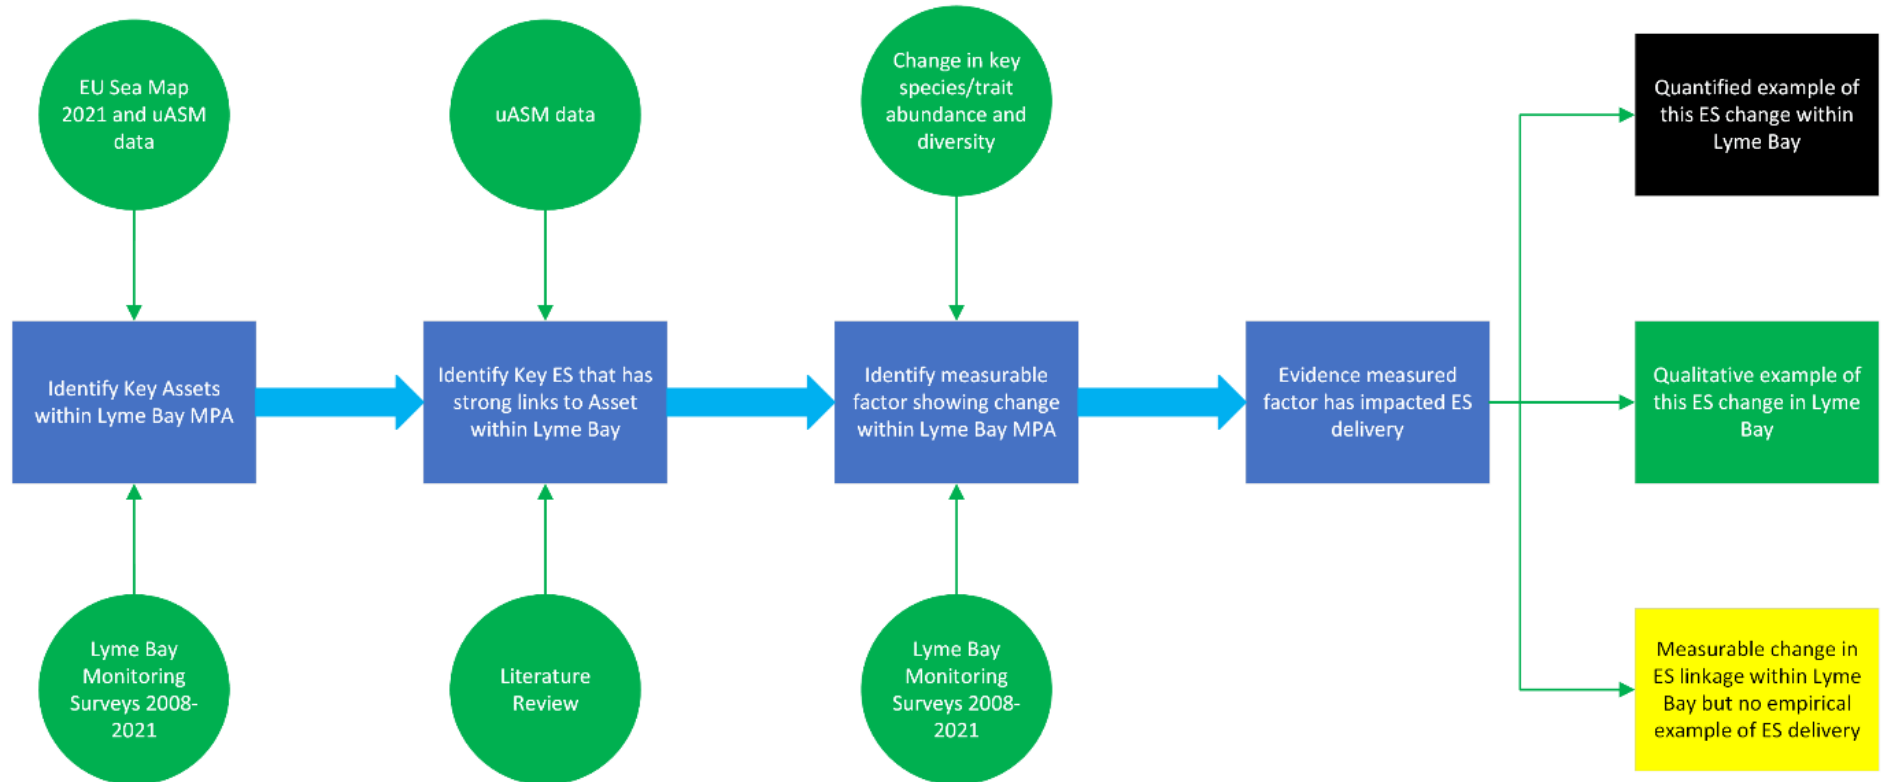 EU Sea Map
2021 and uASM
data
uASM data
Change in key
species/trait
abundance and
diversity
Quantified example of
this ES change within
Lyme Bay
Identify Key Assets
within Lyme Bay MPA
Identify Key ES that has
strong links to Asset
within Lyme Bay
Identify measurable
factor showing change
within Lyme Bay MPA
Evidence measured
factor has impacted ES
delivery
Qualitative example of
this ES change in Lyme
Bay
Lyme Bay
Monitoring
Surveys 2008-
2021
Literature
Review
Lyme Bay
Monitoring
Surveys 2008-
2021
Measurable change in
ES linkage within Lyme
Bay but no empirical
example of ES delivery